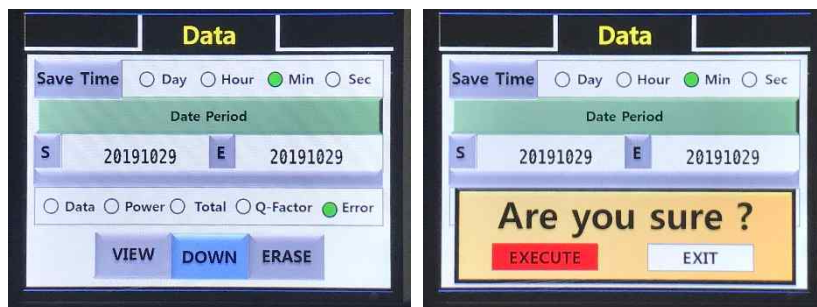 Data
Save Time Day Hour Min Sec
Date Period
S 20191029 E 20191029
Data Power Total Q-Factor Error
VIEW DOWN ERASE
Data
Save Time Day Hour Min Sec
Date Period
S 20191029 E 20191029
Are you sure ?
EXECUTE EXIT